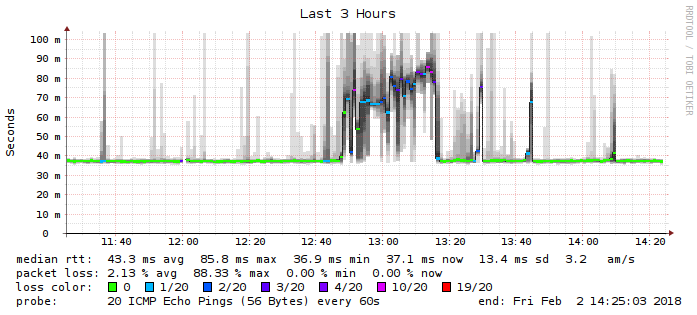 Last 3 Hours
RRDTOOL / TOBI OETIKER
Seconds
100 m
90 m
80 m
70 m
60 m
50 m
40 m
30 m
20 m
10 m
0
11:40 12:00 12:20 12:40 13:00 13:20 13:40 14:00 14:20
median rtt: 43.3 ms avg 85.8 ms max 36.9 ms min 37.1 ms now 13.4 ms sd 3.2 am/s
packet loss: 2.13 % avg 88.33 % max 0.00 % min 0.00 % now
loss color: 0 1/20 2/20 3/20 4/20 10/20 19/20
probe: 20 ICMP Echo Pings (56 Bytes) every 60s end: Fri Feb 2 14:25:03 2018